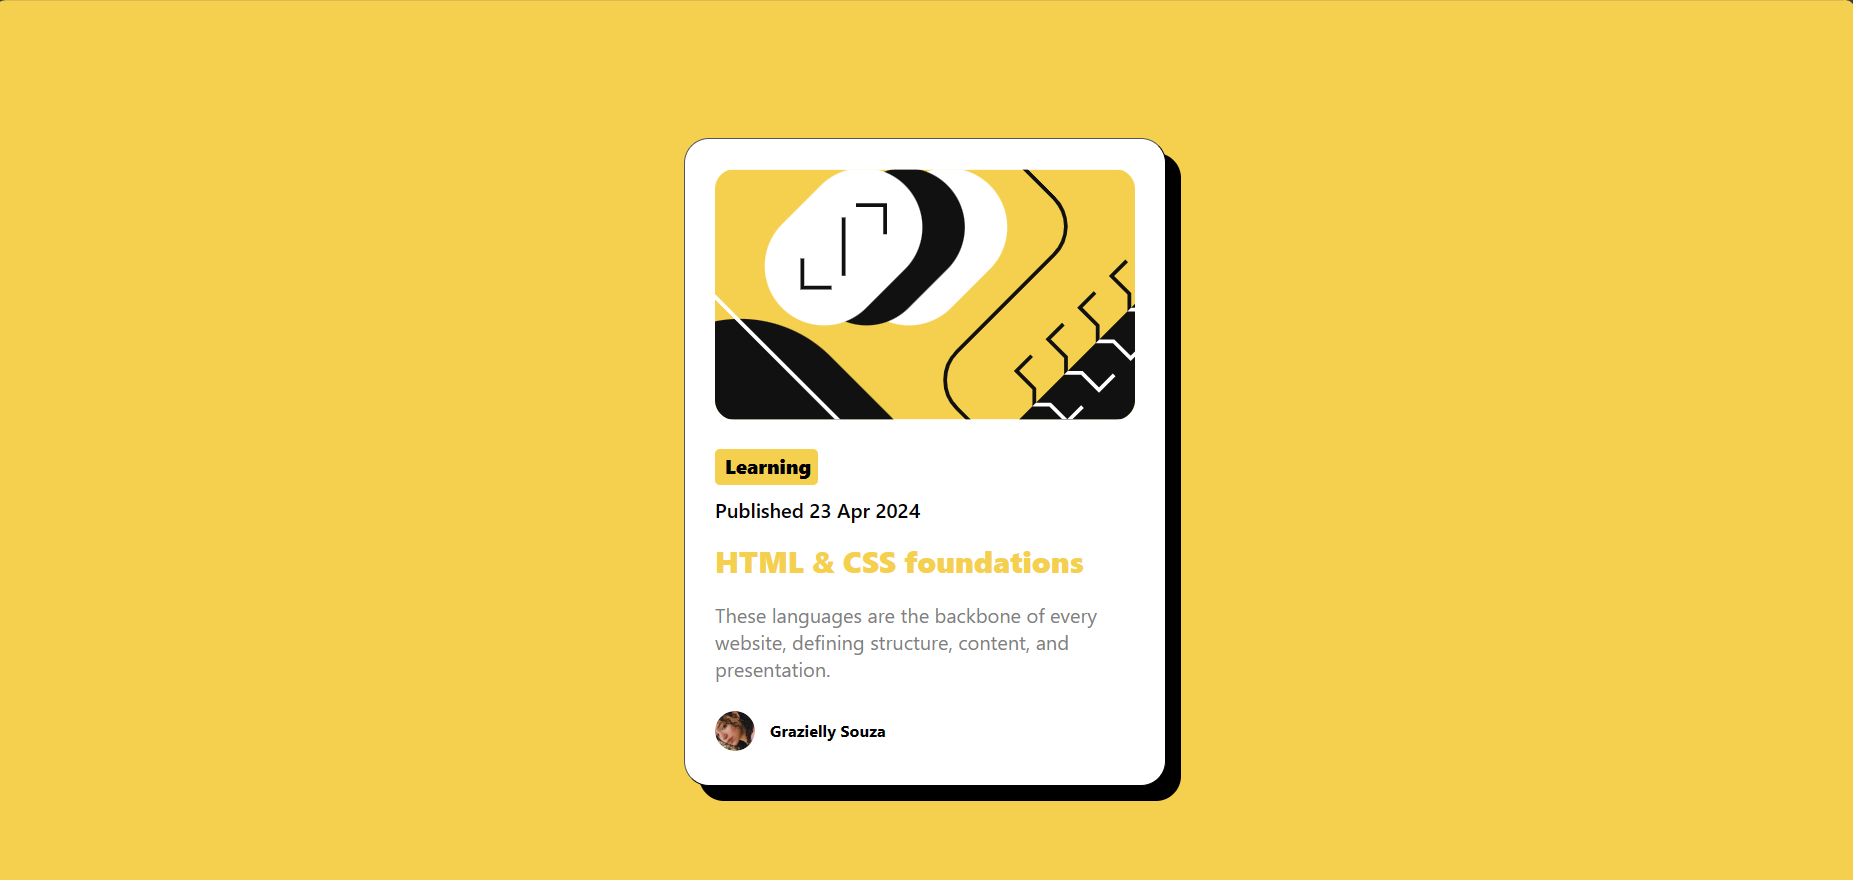 Learning
Published 23 Apr 2024
HTML & CSS foundations
These languages are the backbone of every
website, defining structure, content, and
presentation.
Grazielly Souza